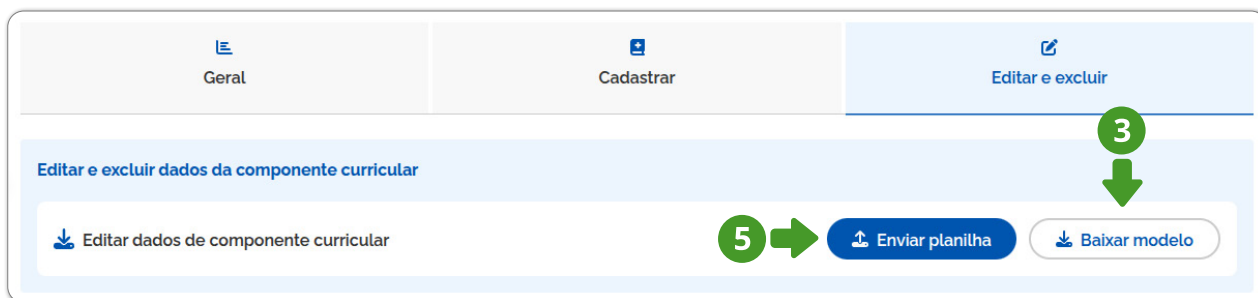 Geral
Cadastrar
Editar e excluir
3
Editar e excluir dados da componente curricular
Editar dados de componente curricular
5
Enviar planilha
Baixar modelo